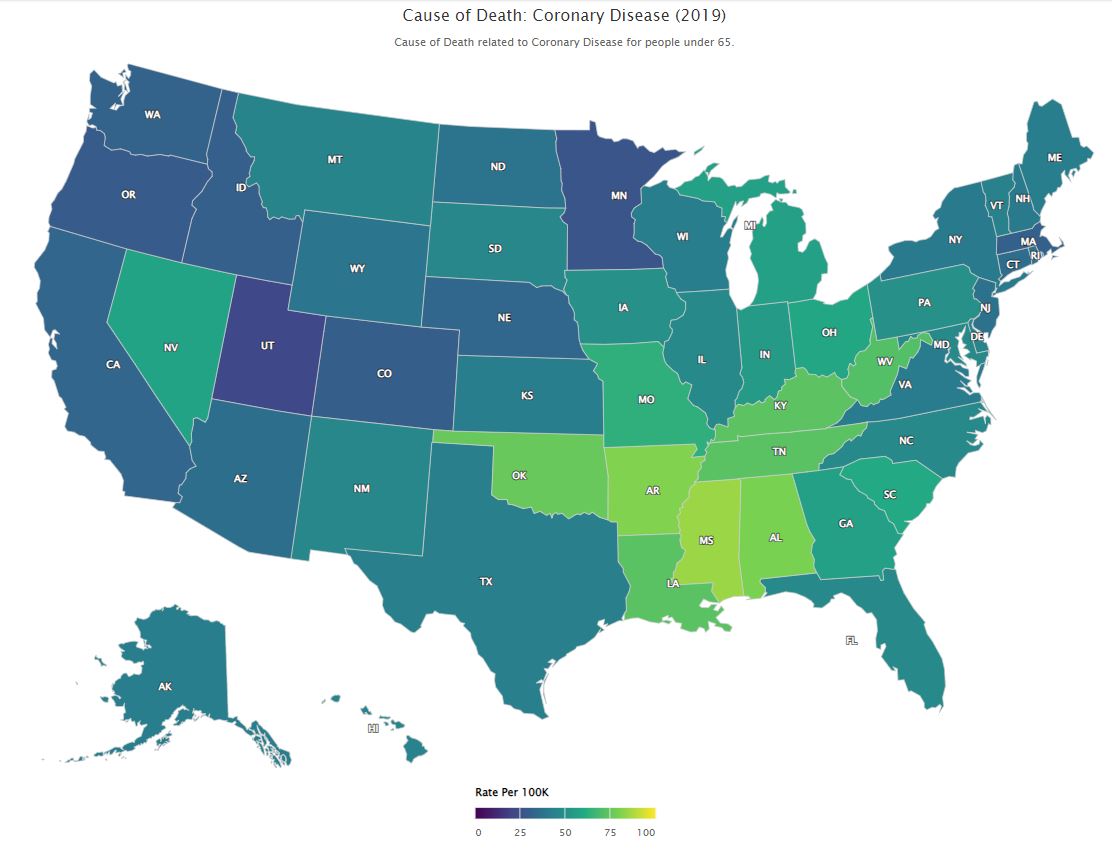 Cause of Death: Coronary Disease (2019)
Cause of Death related to Coronary Disease for people under 65.
WA
MT
ND
MN
ME
OR
ID
SD
WI
MI
VT
NH
NY
MA
WY
CT
RI
NE
IA
PA
NJ
NV
UT
OH
DE
CA
CO
IL
IN
MD
WV
VA
KS
MO
KY
AZ
NM
OK
AR
TN
NC
SC
MS
AL
GA
TX
LA
FL
AK
HI
Rate Per 100K
0 25 50 75 100